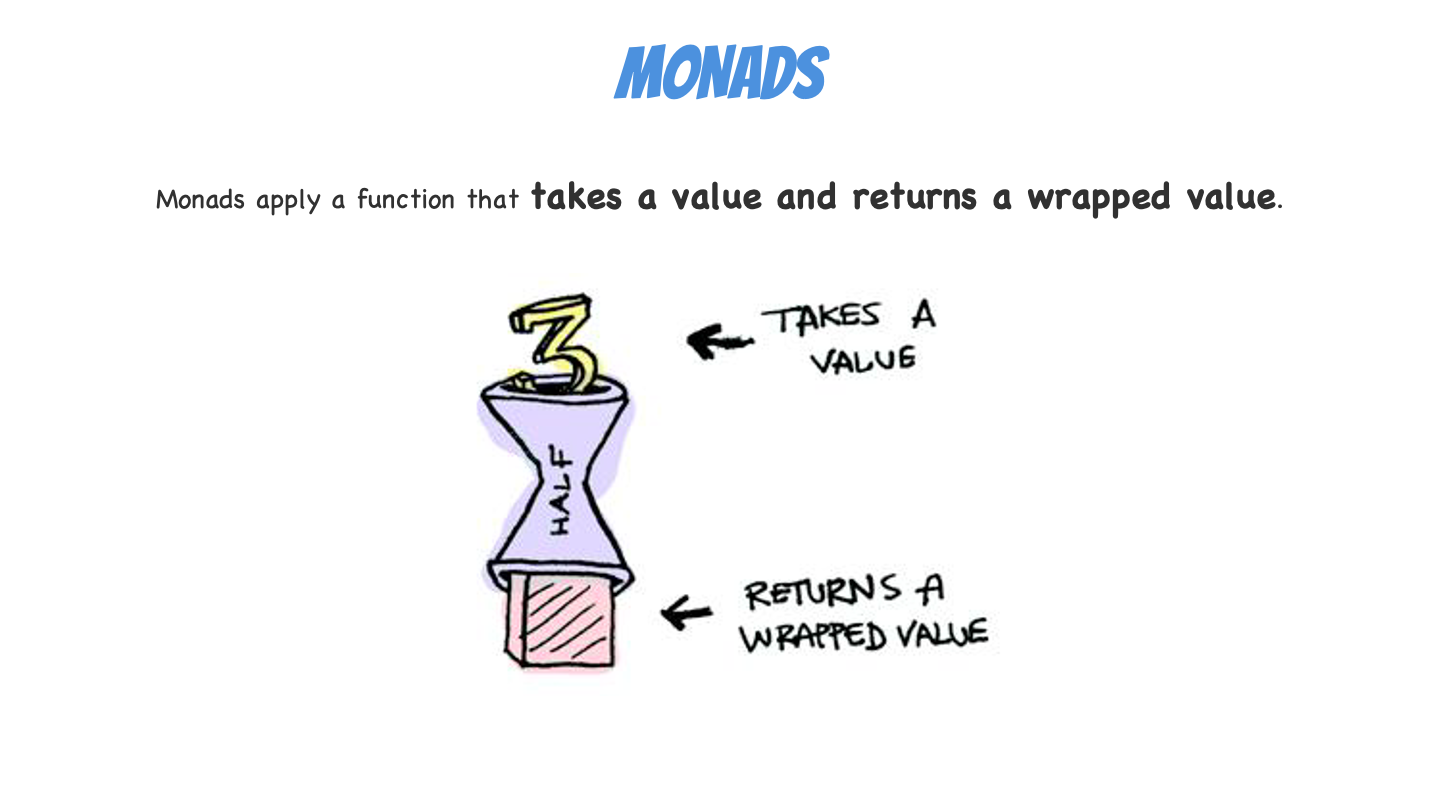 MONADS
Monads apply a function that takes a value and returns a wrapped value.
3
TAKES A
VALUE
HALF
RETURNS A
WRAPPED VALUE